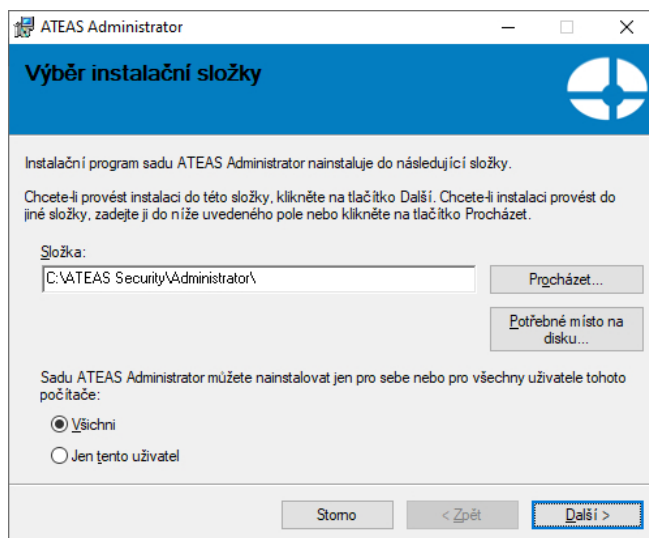 ATEAS Administrator
Výběr instalační složky
Instalační program sadu ATEAS Administrator nainstaluje do následující složky.
Chcete-li provést instalaci do této složky, klikněte na tlačítko Další. Chcete-li instalaci provést do
jiné složky, zadejte ji do níže uvedeného pole nebo klikněte na tlačítko Procházet.
Složka:
C:\ATEAS Security\Administrator\
Procházet...
Potřebné místo na
disku...
Sadu ATEAS Administrator můžete nainstalovat jen pro sebe nebo pro všechny uživatele tohoto
počítače:
Všichni
Jen tento uživatel
Storno
< Zpět
Další >